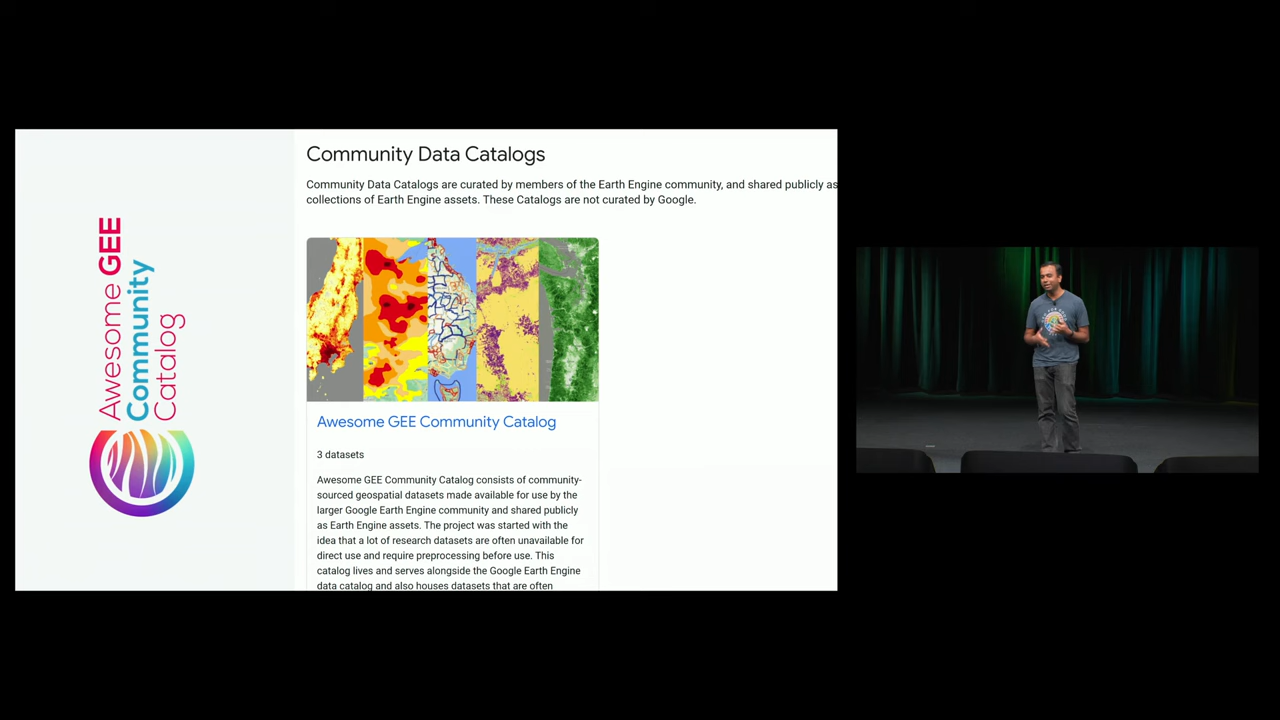 Awesome GEE
Community
Catalog
Community Data Catalogs
Community Data Catalogs are curated by members of the Earth Engine community, and shared publicly as
collections of Earth Engine assets. These Catalogs are not curated by Google.
Awesome GEE Community Catalog
3 datasets
Awesome GEE Community Catalog consists of community-
sourced geospatial datasets made available for use by the
larger Google Earth Engine community and shared publicly
as Earth Engine assets. The project was started with the
idea that a lot of research datasets are often unavailable for
direct use and require preprocessing before use. This
catalog lives and serves alongside the Google Earth Engine
data catalog and also houses datasets that are often